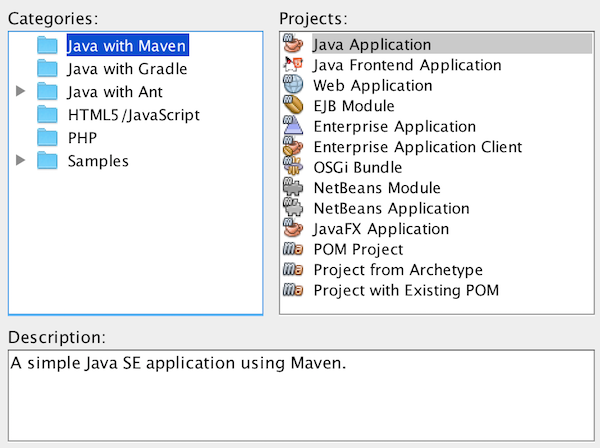 Categories:
Java with Maven
Java with Gradle
Java with Ant
HTML5/JavaScript
PHP
Samples
Projects:
Java Application
Java Frontend Application
Web Application
EJB Module
Enterprise Application
Enterprise Application Client
OSGi Bundle
NetBeans Module
NetBeans Application
JavaFX Application
POM Project
Project from Archetype
Project with Existing POM
Description:
A simple Java SE application using Maven.